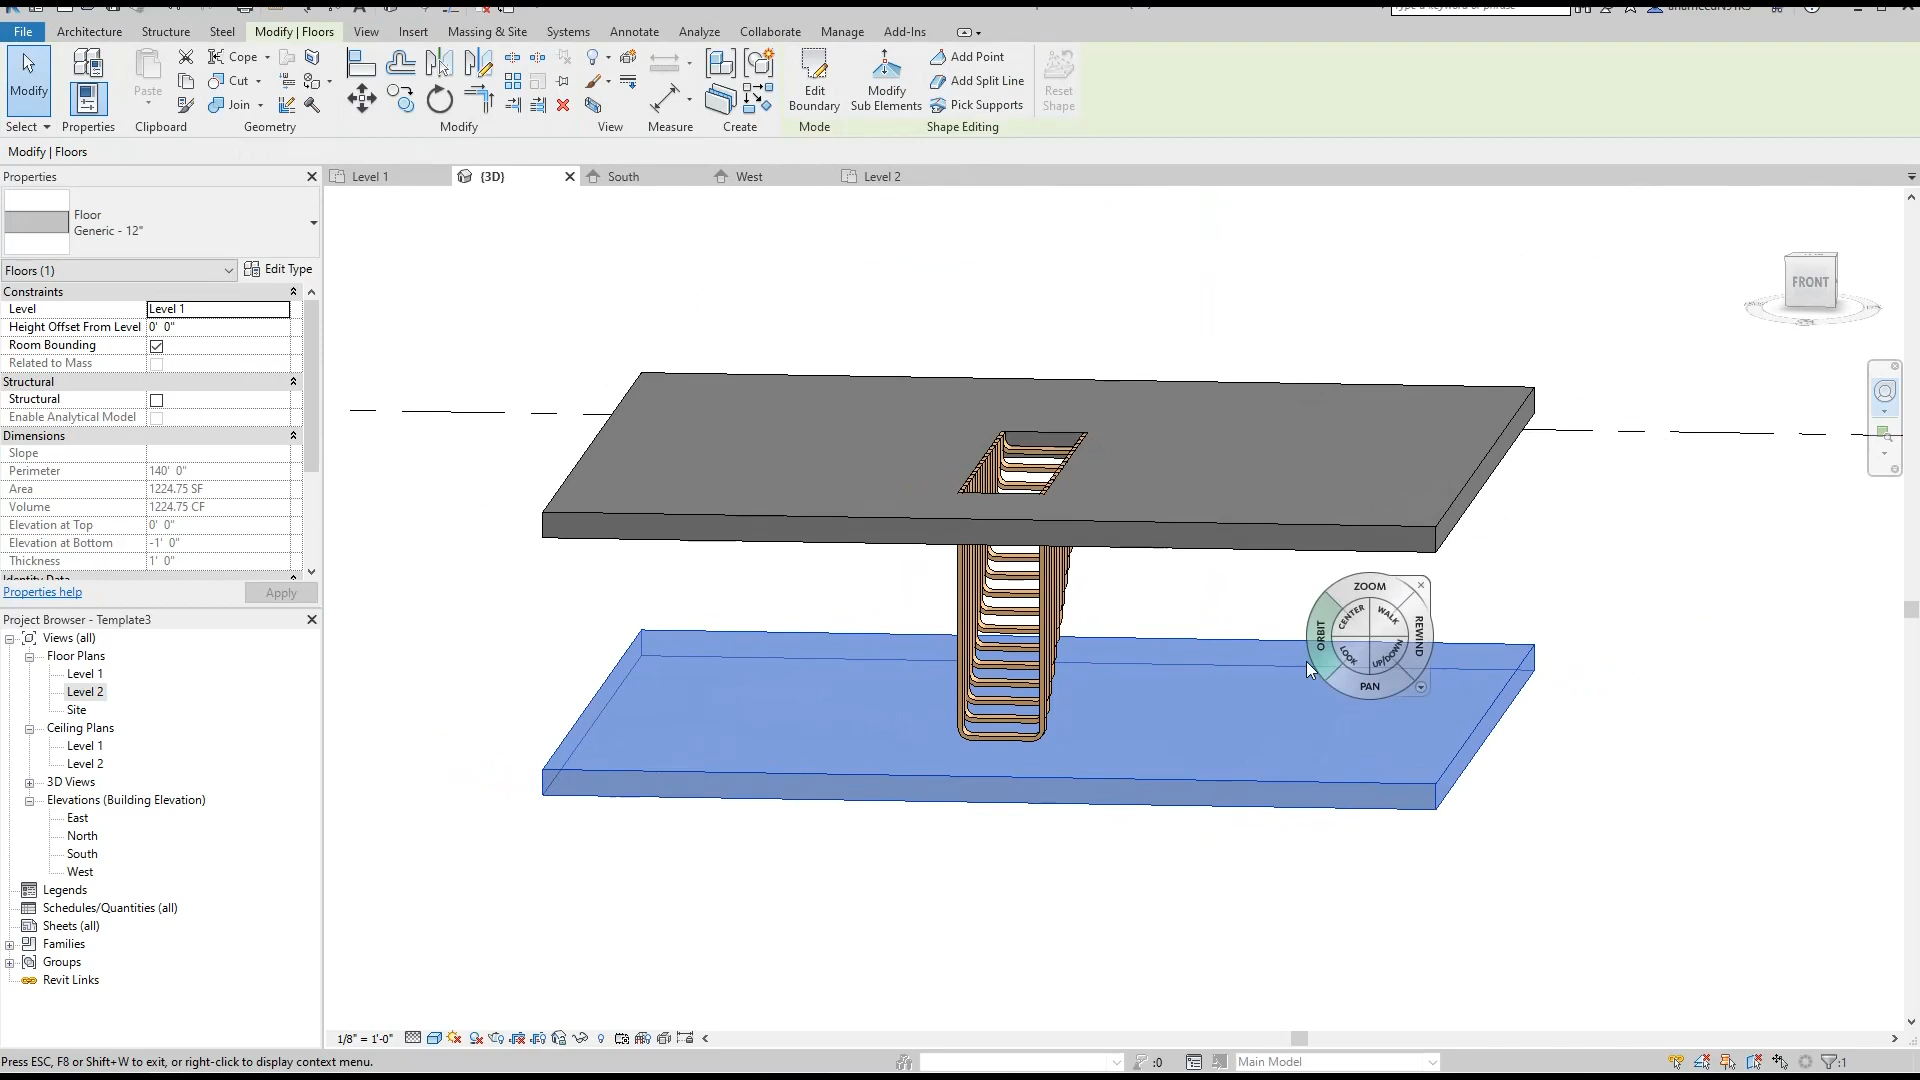 File Architecture Structure Steel Modify | Floors View Insert Massing & Site Systems Annotate Analyze Collaborate Manage Add-Ins
Modify
Paste
Cope
Cut
Join
Edit
Boundary
Modify
Sub Elements
Add Point
Add Split Line
Pick Supports
Reset
Shape
Select Properties Clipboard Geometry Modify View Measure Create Mode Shape Editing
Modify | Floors
Properties
Level 1 {3D} South West Level 2
Floor
Generic - 12"
Floors (1) Edit Type
Constraints
Level Level 1
Height Offset From Level 0' 0"
Room Bounding
Related to Mass
Structural
Structural
Enable Analytical Model
Dimensions
Slope
Perimeter 140' 0"
Area 1224.75 SF
Volume 1224.75 CF
Elevation at Top 0' 0"
Elevation at Bottom -1' 0"
Thickness 1' 0"
Identity Data
Properties help Apply
Project Browser - Template3
Views (all)
Floor Plans
Level 1
Level 2
Site
Ceiling Plans
Level 1
Level 2
3D Views
Elevations (Building Elevation)
East
North
South
West
Legends
Schedules/Quantities (all)
Sheets (all)
Families
Groups
Revit Links
FRONT
ZOOM
CENTER
WALK
ORBIT
REWIND
LOOK
UP/DOWN
PAN
1/8" = 1'-0"
Press ESC, F8 or Shift+W to exit, or right-click to display context menu.
:0
Main Model
:1